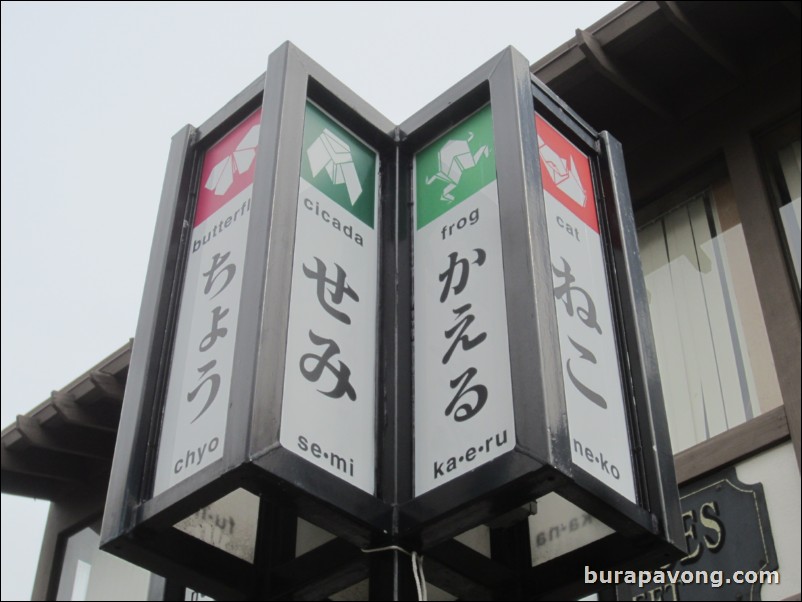 butterfl
ちょう
chyo
cicada
せみ
se•mi
frog
かえる
ka•e•ru
cat
ねこ
ne•ko
burapavong.com